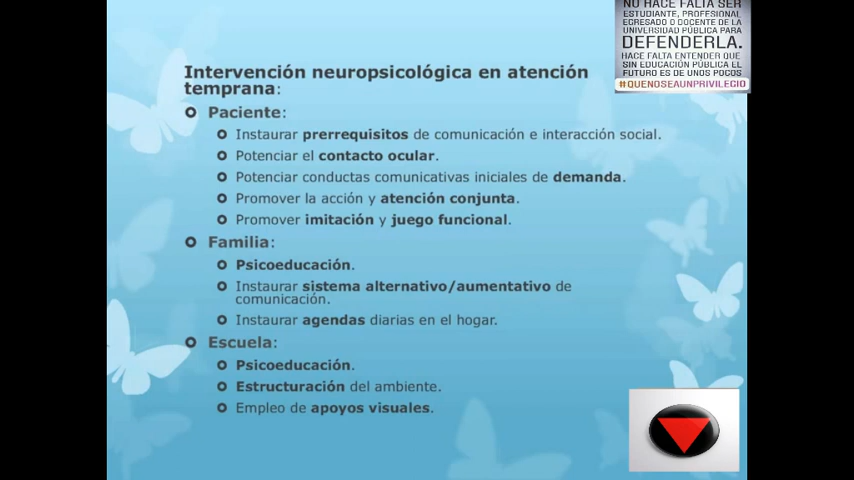 NO HACE FALTA SER
ESTUDIANTE, PROFESIONAL
EGRESADO O DOCENTE DE LA
UNIVERSIDAD PÚBLICA PARA
DEFENDERLA.
HACE FALTA ENTENDER QUE
SIN EDUCACIÓN PÚBLICA EL
FUTURO ES DE UNOS POCOS
#QUENOSEAUNPRIVILEGIO
Intervención neuropsicológica en atención
temprana:
Paciente:
Instaurar prerrequisitos de comunicación e interacción social.
Potenciar el contacto ocular.
Potenciar conductas comunicativas iniciales de demanda.
Promover la acción y atención conjunta.
Promover imitación y juego funcional.
Familia:
Psicoeducación.
Instaurar sistema alternativo/aumentativo de
comunicación.
Instaurar agendas diarias en el hogar.
Escuela:
Psicoeducación.
Estructuración del ambiente.
Empleo de apoyos visuales.